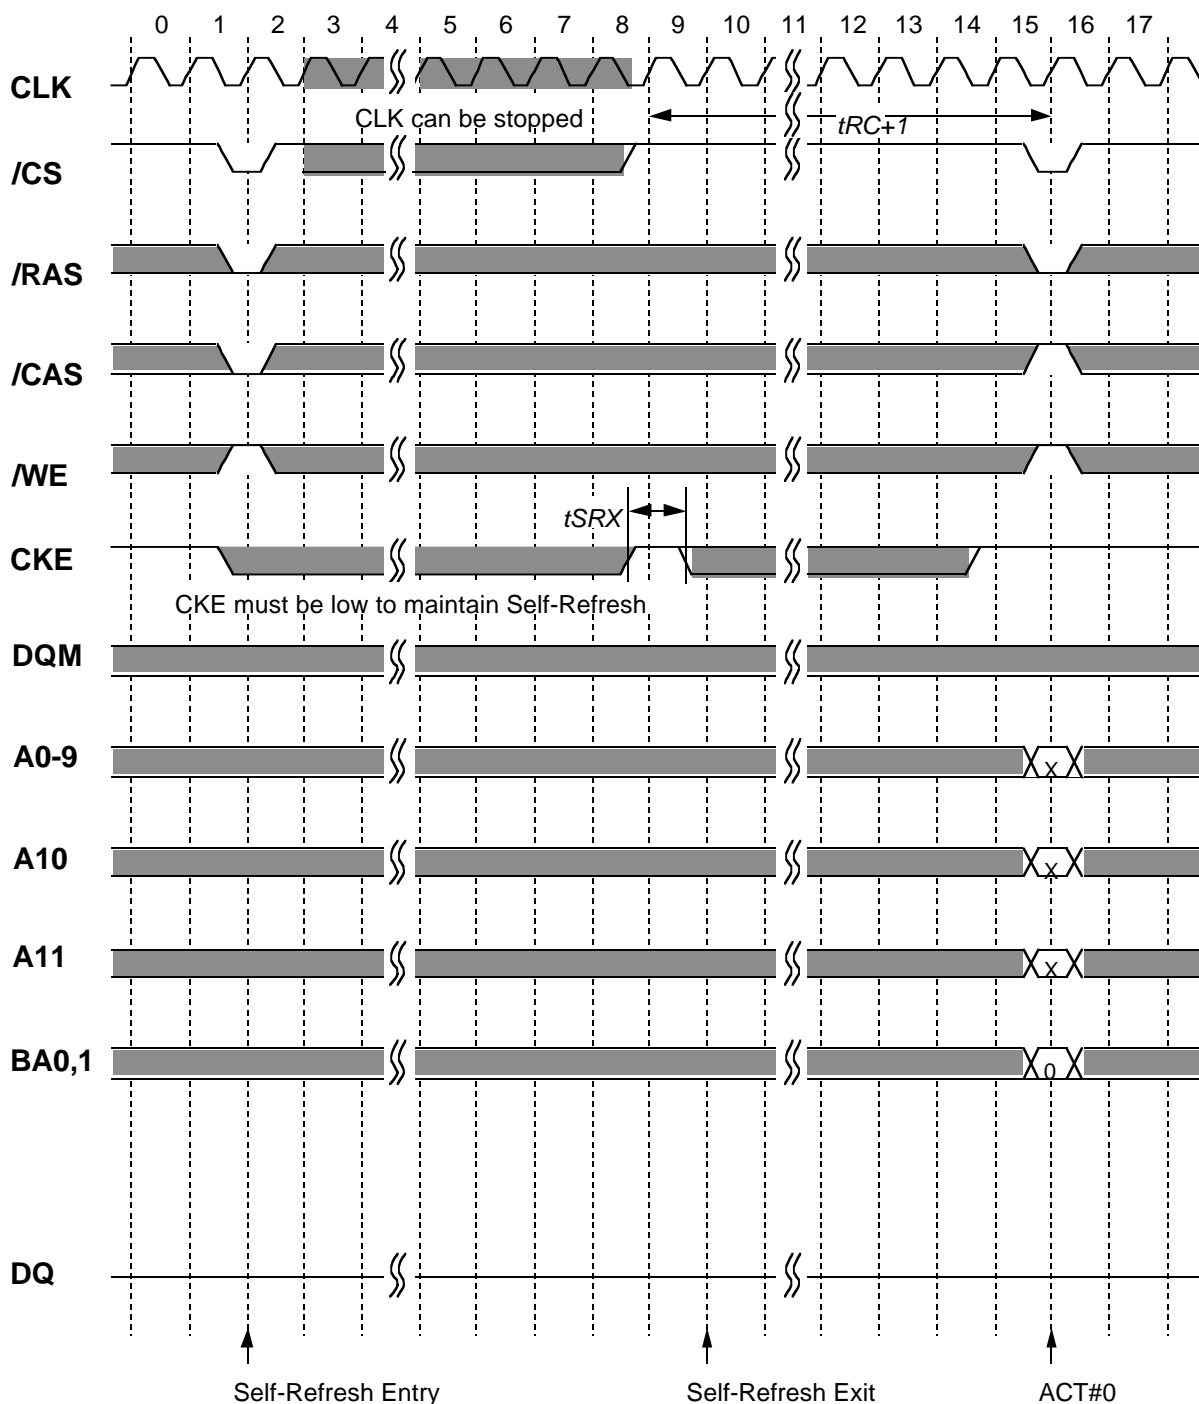 0 1 2 3 4 5 6 7 8 9 10 11 12 13 14 15 16 17
CLK
CLK can be stopped
tRC+1
/CS
/RAS
/CAS
/WE
tSRX
CKE
CKE must be low to maintain Self-Refresh
DQM
A0-9
X
A10
X
A11
X
BA0,1
0
DQ
Self-Refresh Entry
Self-Refresh Exit
ACT#0